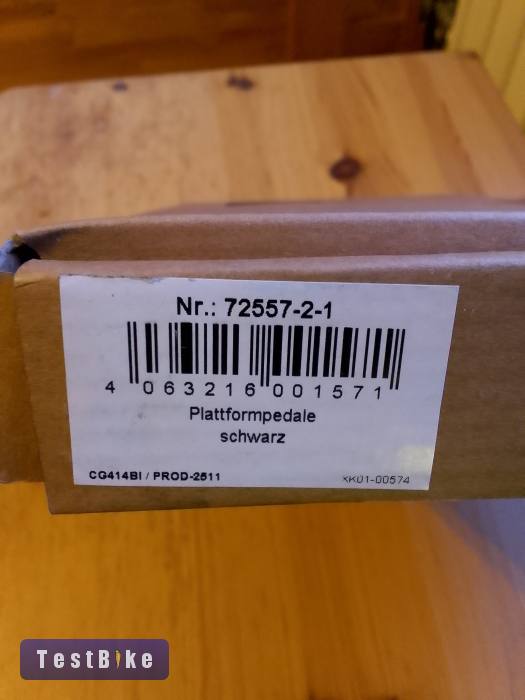 Nr.: 72557-2-1
4 063216 001571
Plattformpedale
schwarz
CG414BI / PROD-2511
KK01-00574
TestBike